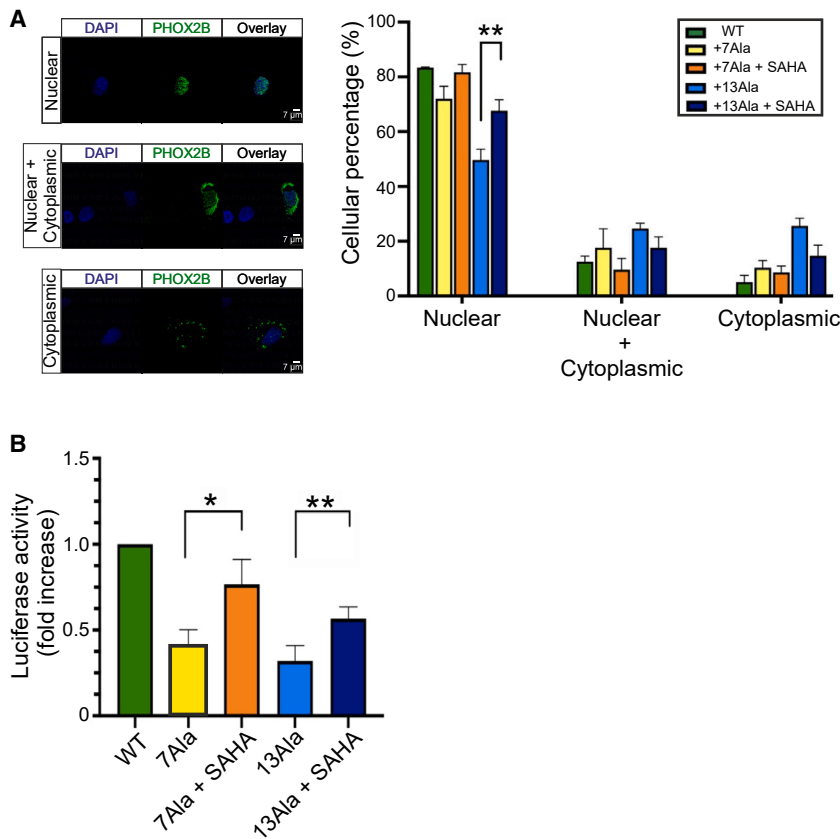 A
DAPI PHOX2B Overlay
Nuclear
7 µm
DAPI PHOX2B Overlay
Nuclear +
Cytoplasmic
7 µm
DAPI PHOX2B Overlay
Cytoplasmic
7 µm
Cellular percentage (%)
100
80
60
40
20
0
**
WT
+7Ala
+7Ala + SAHA
+13Ala
+13Ala + SAHA
Nuclear
Nuclear
+
Cytoplasmic
Cytoplasmic
B
Luciferase activity
(fold increase)
1.5
1.0
0.5
0
*
**
WT
7Ala
7Ala + SAHA
13Ala
13Ala + SAHA